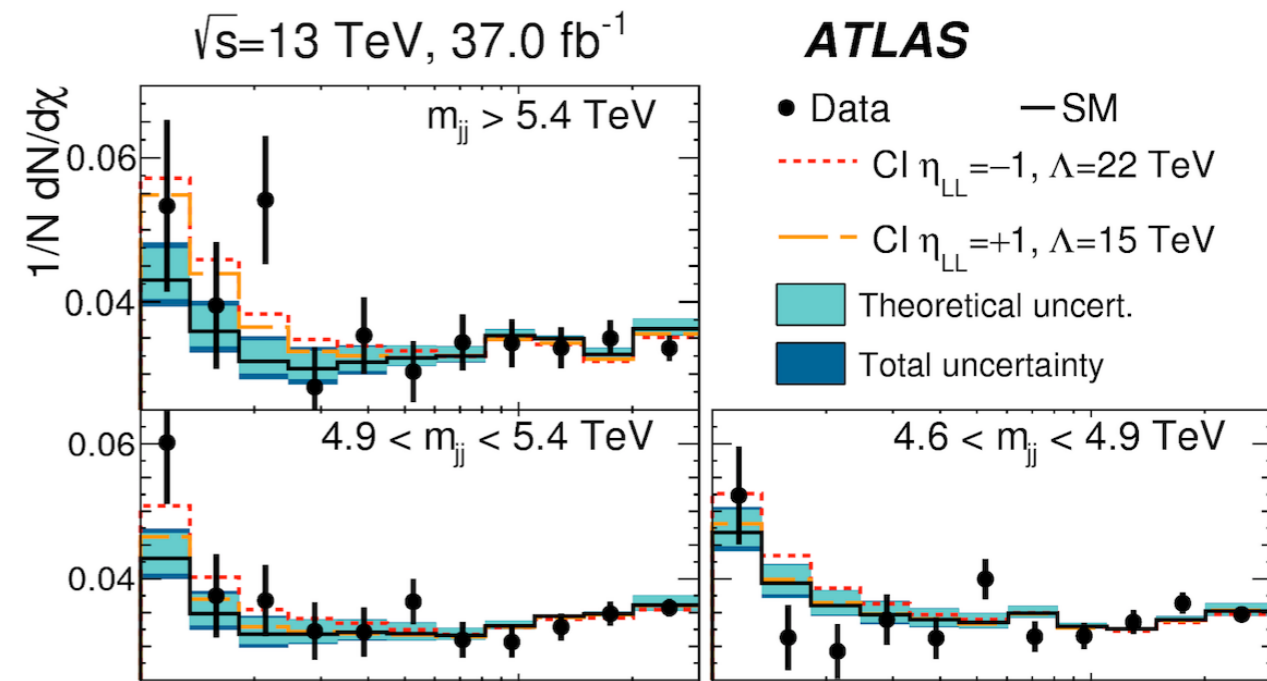 √s=13 TeV, 37.0 fb⁻¹
ATLAS
1/N dN/dχ
m_jj > 5.4 TeV
0.06
0.04
Data
SM
CI η_LL=−1, Λ=22 TeV
CI η_LL=+1, Λ=15 TeV
Theoretical uncert.
Total uncertainty
4.9 < m_jj < 5.4 TeV
0.06
0.04
4.6 < m_jj < 4.9 TeV